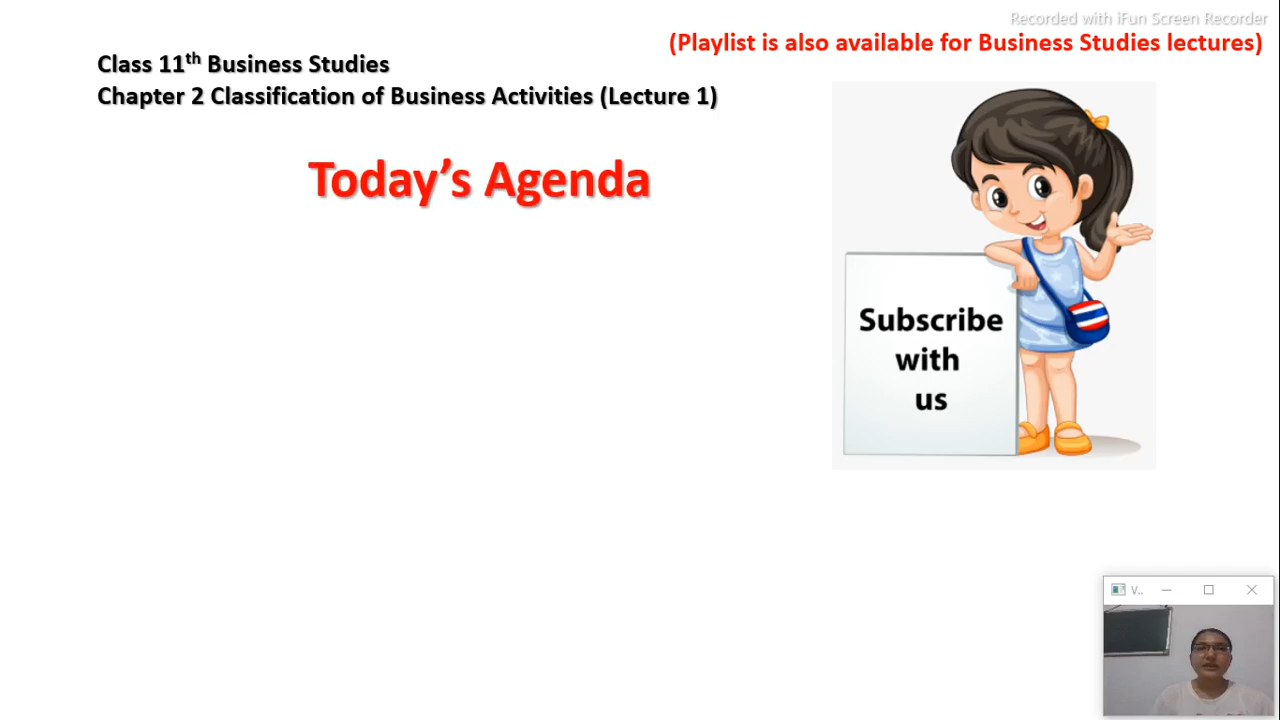 Recorded with iFun Screen Recorder
(Playlist is also available for Business Studies lectures)
Class 11th Business Studies
Chapter 2 Classification of Business Activities (Lecture 1)
Today's Agenda
Subscribe
with
us
V..